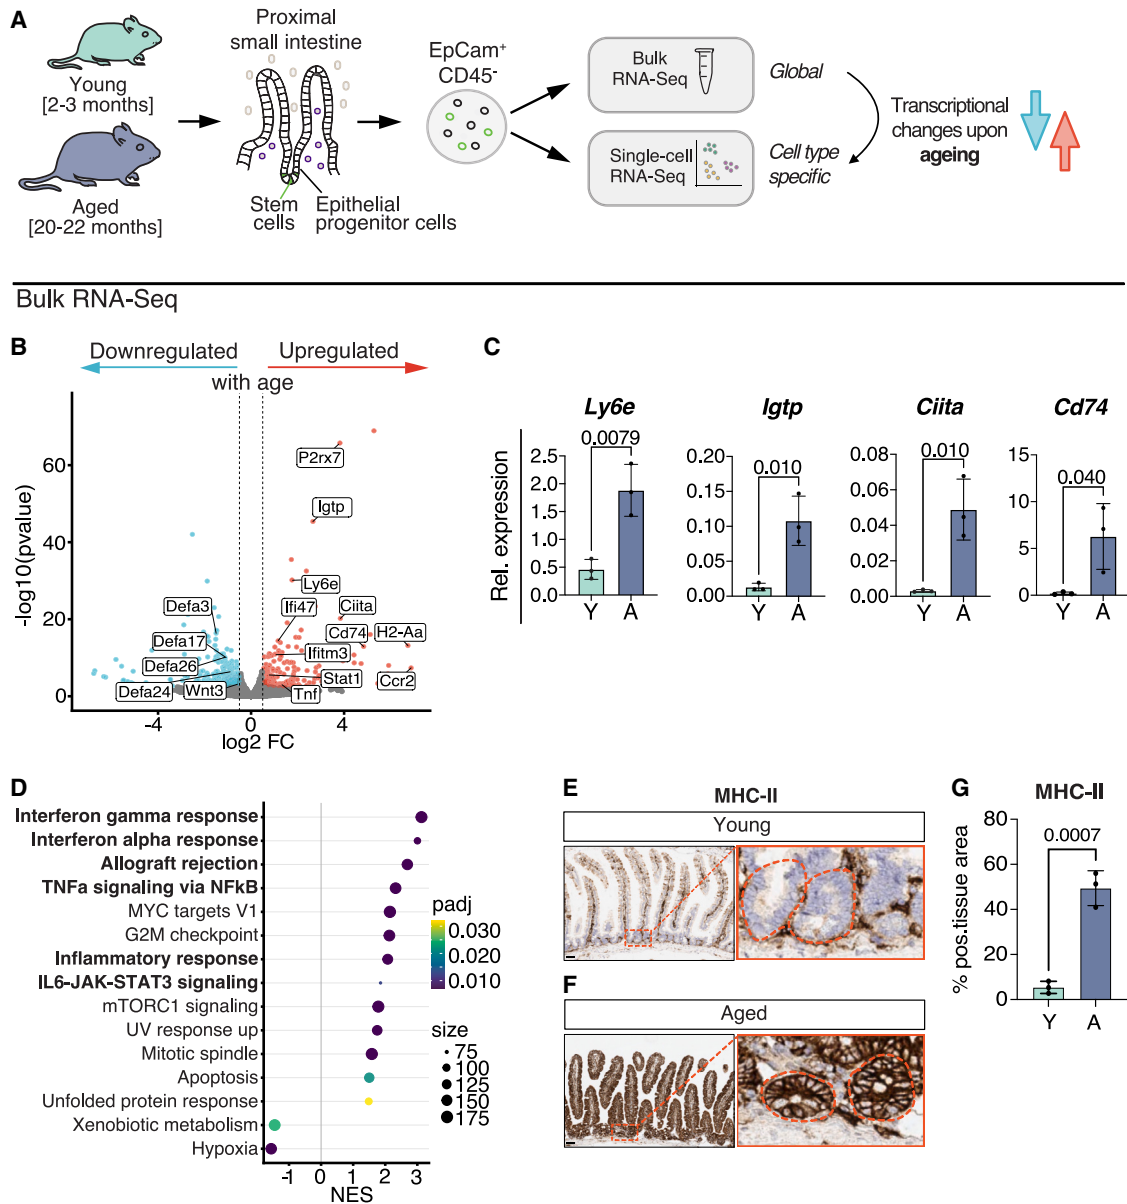 A
Young
[2-3 months]
Aged
[20-22 months]
Proximal
small intestine
Stem
cells
Epithelial
progenitor cells
EpCam⁺
CD45⁻
Bulk
RNA-Seq
Global
Single-cell
RNA-Seq
Cell type
specific
Transcriptional
changes upon
ageing
Bulk RNA-Seq
B
Downregulated
Upregulated
with age
-log10(pvalue)
60
40
20
0
P2rx7
Igtp
Ly6e
Ifi47
Ciita
Cd74
H2-Aa
Ifitm3
Stat1
Ccr2
Tnf
Defa3
Defa17
Defa26
Defa24
Wnt3
-4
0
4
log2 FC
C
Rel. expression
Ly6e
0.0079
2.5
2.0
1.5
1.0
0.5
0.0
Y
A
Igtp
0.010
0.20
0.15
0.10
0.05
0.00
Y
A
Ciita
0.010
0.08
0.06
0.04
0.02
0.00
Y
A
Cd74
0.040
15
10
5
0
Y
A
D
Interferon gamma response
Interferon alpha response
Allograft rejection
TNFa signaling via NFkB
MYC targets V1
G2M checkpoint
Inflammatory response
IL6-JAK-STAT3 signaling
mTORC1 signaling
UV response up
Mitotic spindle
Apoptosis
Unfolded protein response
Xenobiotic metabolism
Hypoxia
-1
0
1
2
3
NES
padj
0.030
0.020
0.010
size
75
100
125
150
175
E
MHC-II
Young
F
Aged
G
MHC-II
% pos.tissue area
0.0007
80
60
40
20
0
Y
A